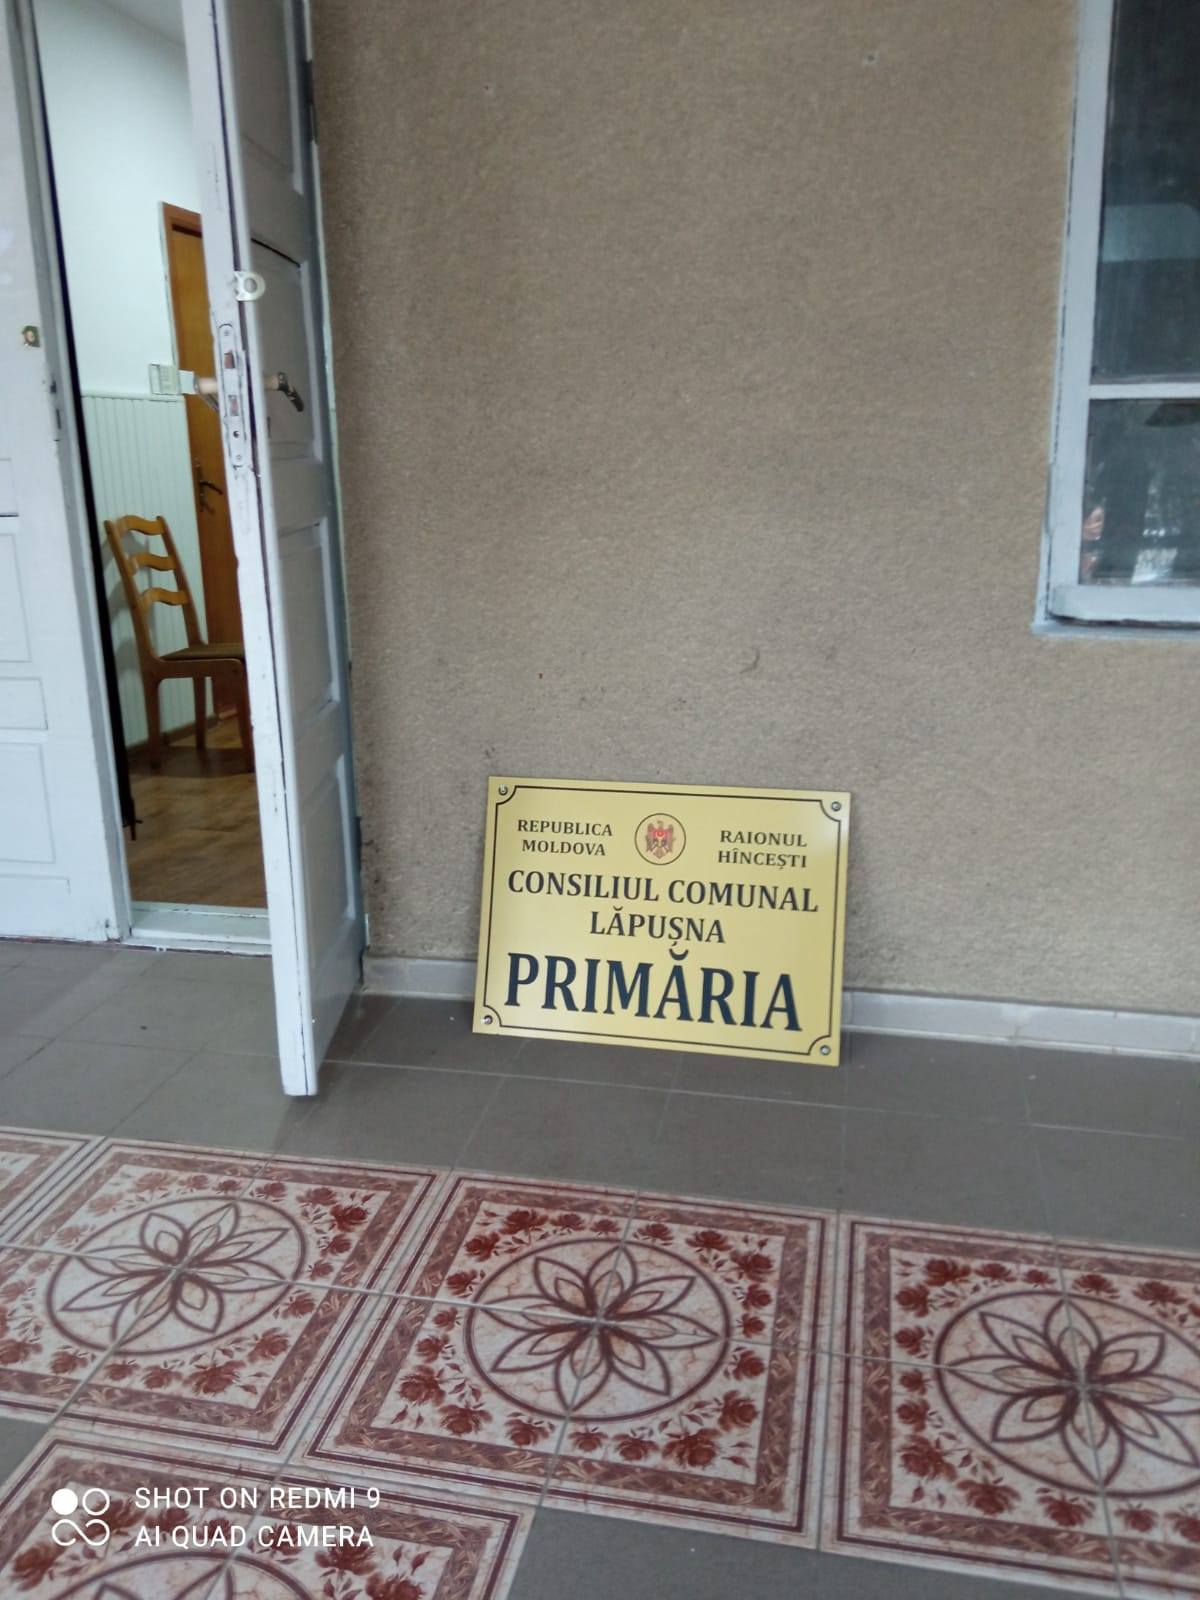 REPUBLICA
MOLDOVA
RAIONUL
HÎNCEȘTI
CONSILIUL COMUNAL
LĂPUȘNA
PRIMĂRIA
SHOT ON REDMI 9
AI QUAD CAMERA